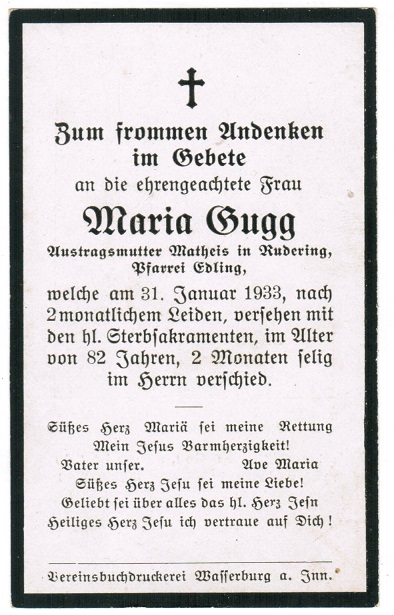 Zum frommen Andenken
im Gebete
an die ehrengeachtete Frau
Maria Gugg
Austragsmutter Matheis in Rudering,
Pfarrei Edling,
welche am 31. Januar 1933, nach
2monatlichem Leiden, versehen mit
den hl. Sterbsakramenten, im Alter
von 82 Jahren, 2 Monaten selig
im Herrn verschied.
Süßes Herz Mariä sei meine Rettung
Mein Jesus Barmherzigkeit!
Vater unser. Ave Maria
Süßes Herz Jesu sei meine Liebe!
Geliebt sei über alles das hl. Herz Jesn
Heiliges Herz Jesu ich vertraue auf Dich!
Vereinsbuchdruckerei Wasserburg a. Inn.